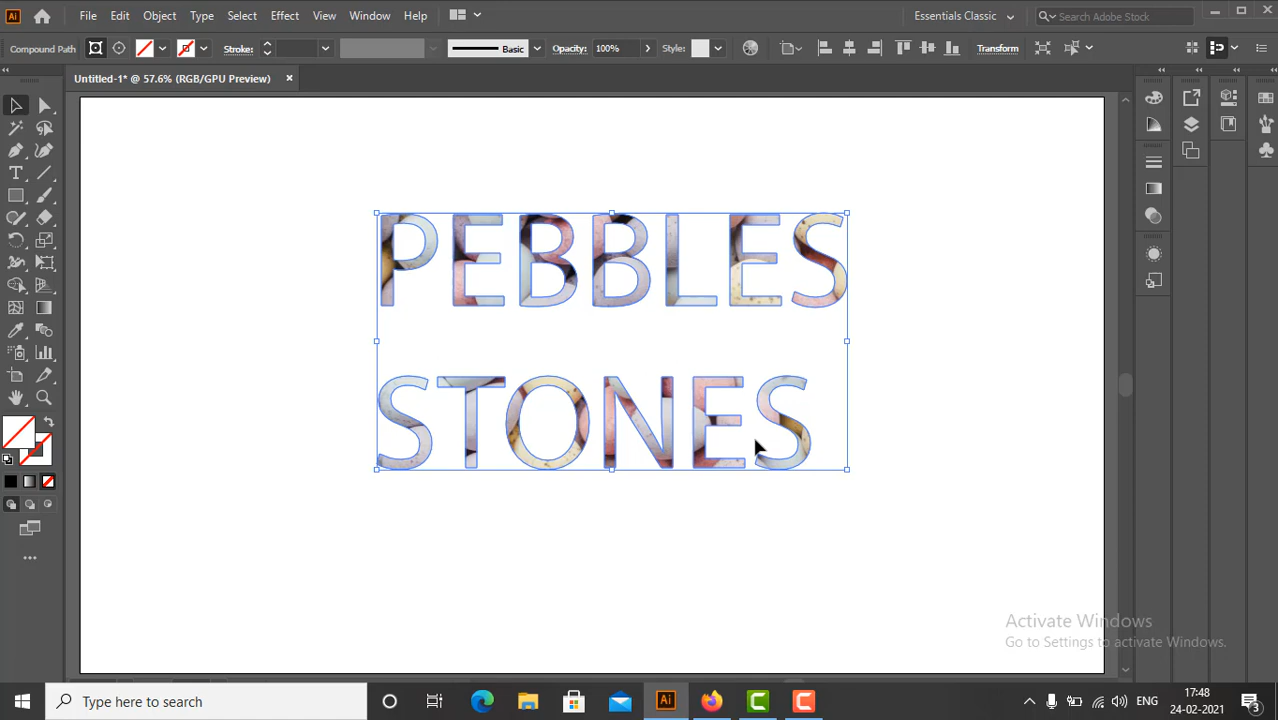 File Edit Object Type Select Effect View Window Help Essentials Classic Search Adobe Stock
Compound Path Stroke: Basic Opacity: 100% Style: Transform
Untitled-1* @ 57.6% (RGB/GPU Preview)
PEBBLES
STONES
Activate Windows
Go to Settings to activate Windows.
Type here to search
Ai
ENG
17:48
24-02-2021
3